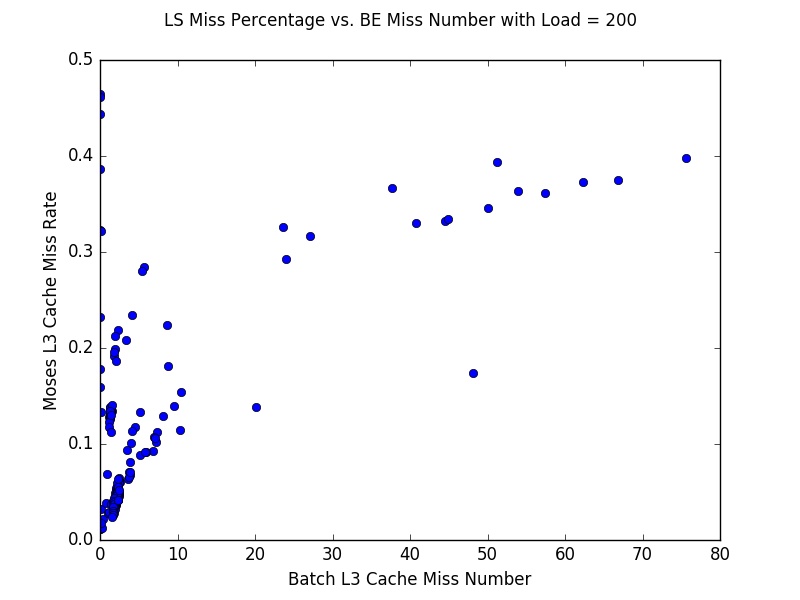 LS Miss Percentage vs. BE Miss Number with Load = 200
0.5
0.4
0.3
0.2
0.1
0.0
Moses L3 Cache Miss Rate
0 10 20 30 40 50 60 70 80
Batch L3 Cache Miss Number